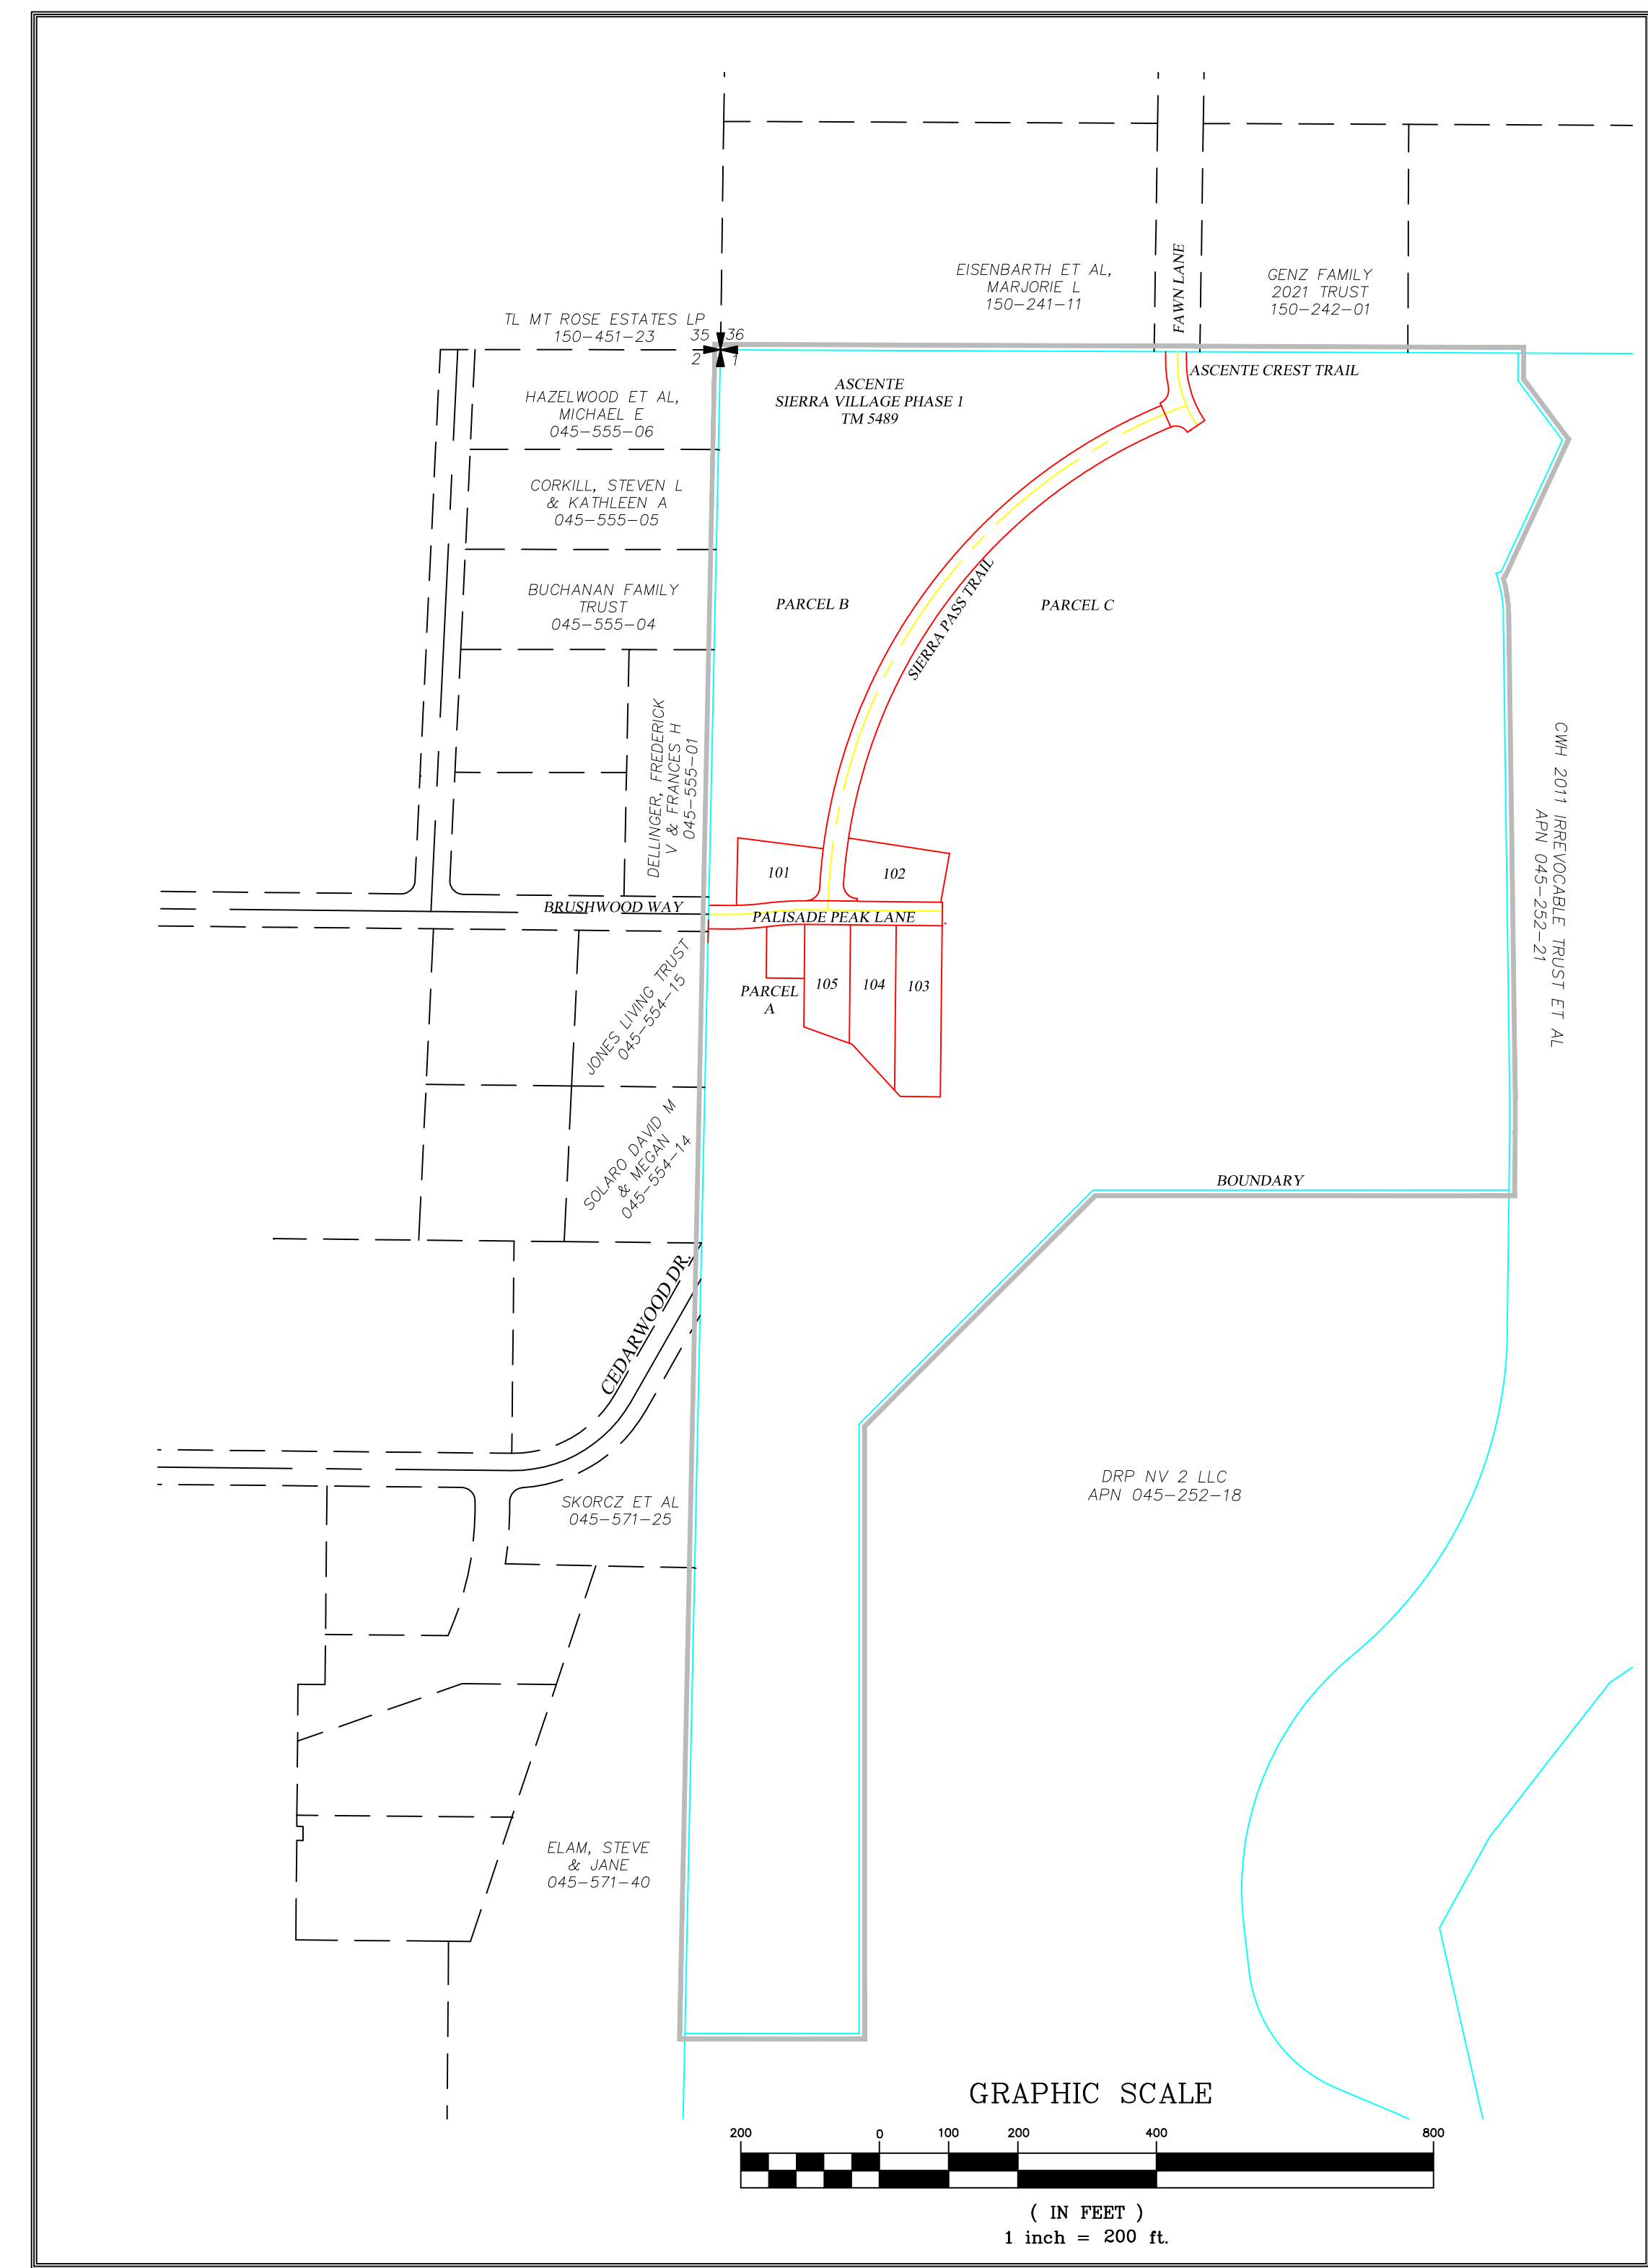 EISENBARTH ET AL,
MARJORIE L
150-241-11
FAWN LANE
GENZ FAMILY
2021 TRUST
150-242-01
TL MT ROSE ESTATES LP
150-451-23
35
36
2
1
ASCENTE CREST TRAIL
ASCENTE
SIERRA VILLAGE PHASE 1
TM 5489
HAZELWOOD ET AL,
MICHAEL E
045-555-06
CORKILL, STEVEN L
& KATHLEEN A
045-555-05
BUCHANAN FAMILY
TRUST
045-555-04
PARCEL B
SIERRA PASS TRAIL
PARCEL C
DELLINGER, FREDERICK
V & FRANCES H
045-555-01
CWH 2011 IRREVOCABLE TRUST ET AL
APN 045-252-21
101
102
BRUSHWOOD WAY
PALISADE PEAK LANE
JONES LIVING TRUST
045-554-15
PARCEL
A
105
104
103
SOLARO DAVID M
& MEGAN
045-554-14
BOUNDARY
CEDARWOOD DR.
DRP NV 2 LLC
APN 045-252-18
SKORCZ ET AL
045-571-25
ELAM, STEVE
& JANE
045-571-40
GRAPHIC SCALE
200 0 100 200 400 800
( IN FEET )
1 inch = 200 ft.